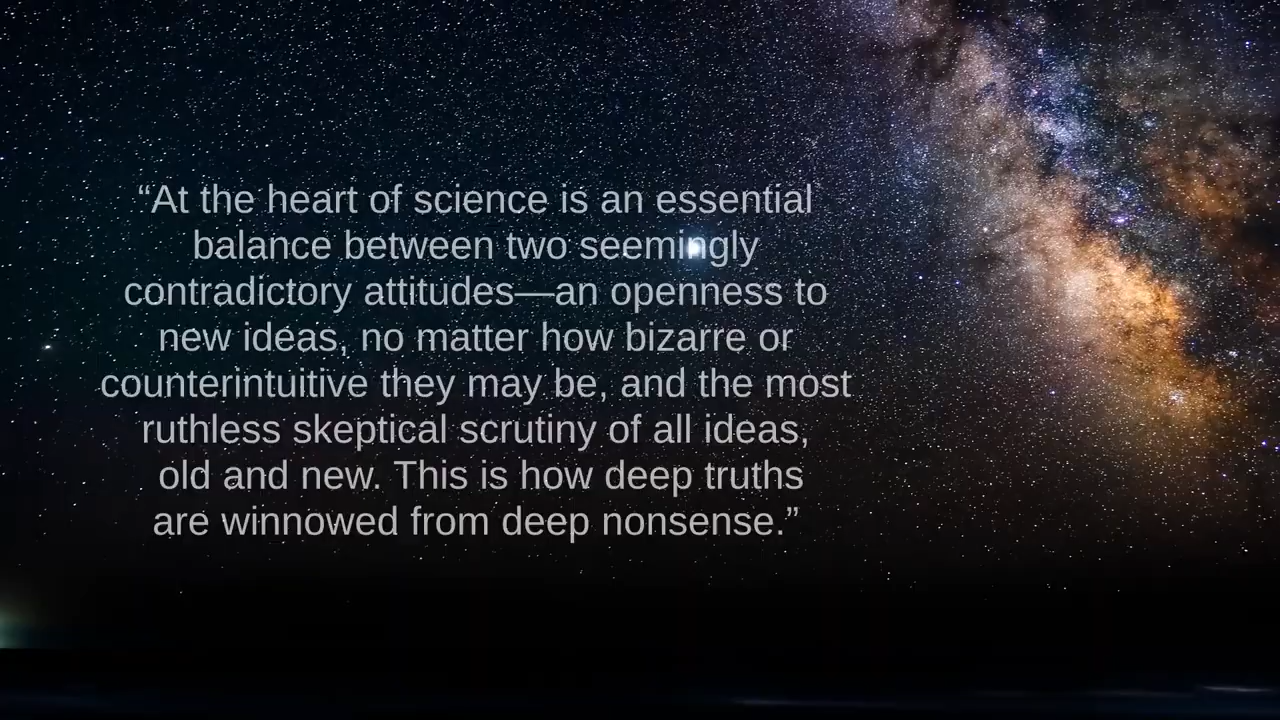 “At the heart of science is an essential
balance between two seemingly
contradictory attitudes—an openness to
new ideas, no matter how bizarre or
counterintuitive they may be, and the most
ruthless skeptical scrutiny of all ideas,
old and new. This is how deep truths
are winnowed from deep nonsense.”